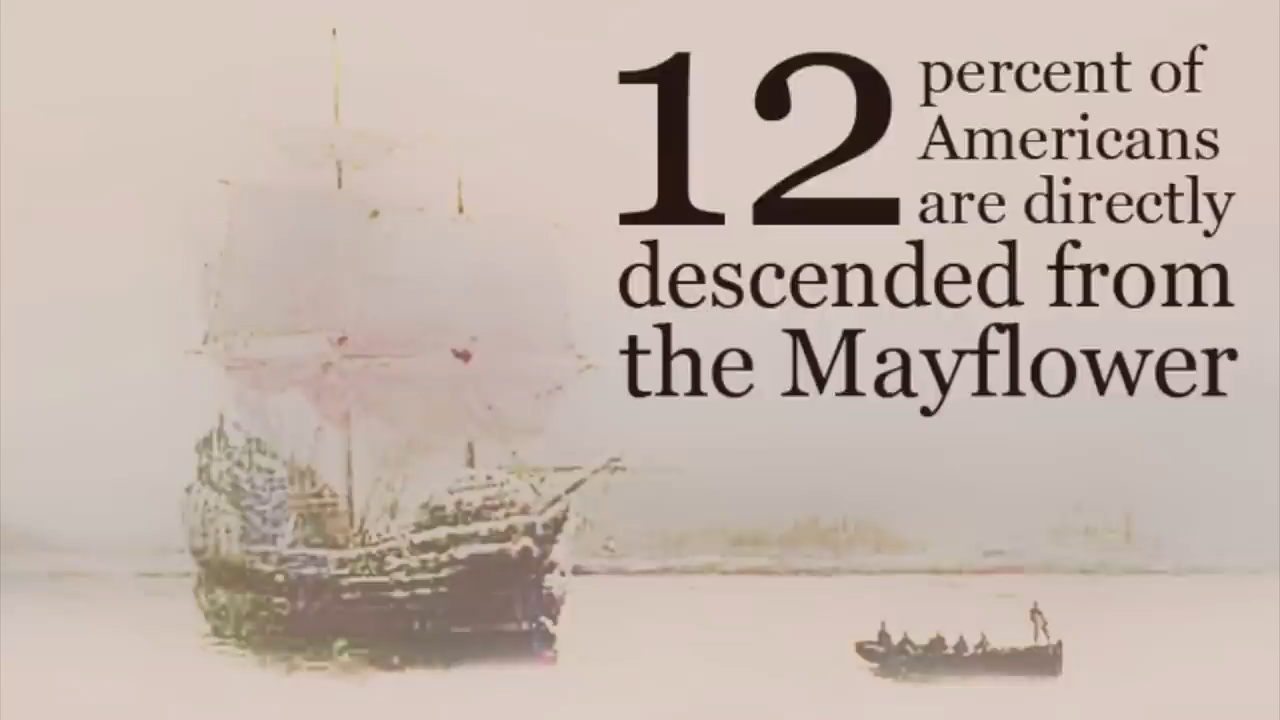 12 percent of
Americans
are directly
descended from
the Mayflower